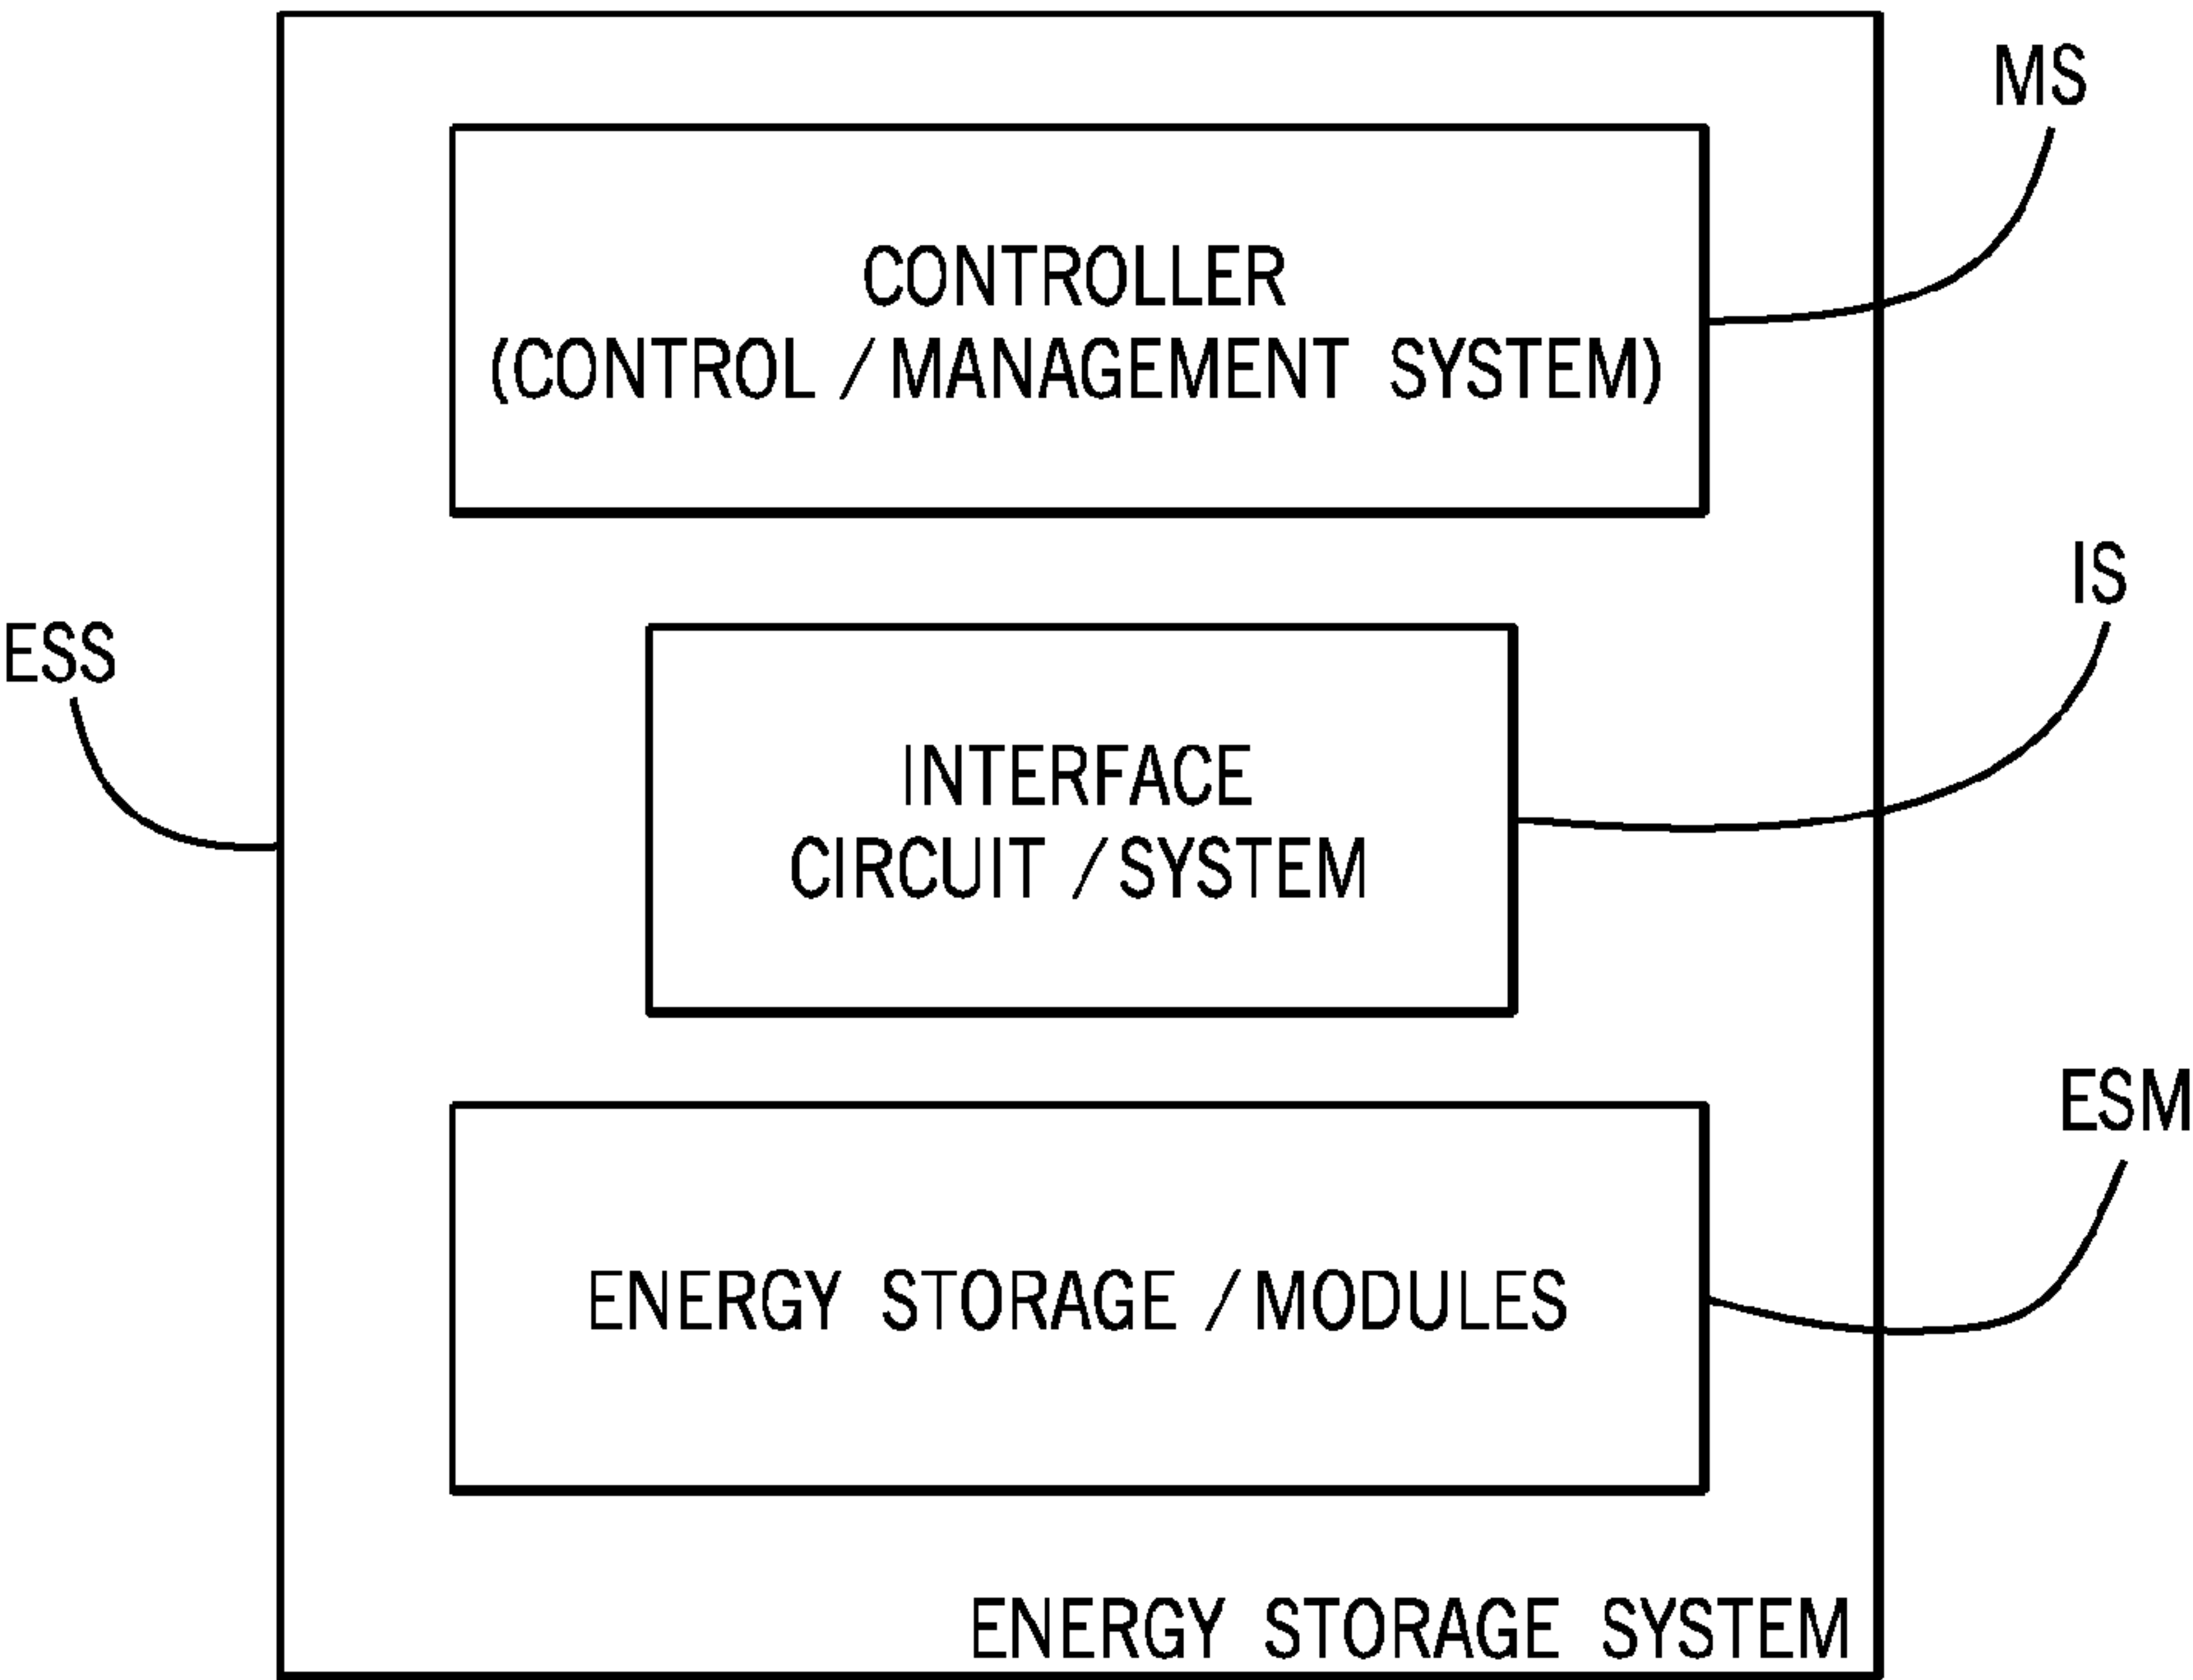 MS
CONTROLLER
(CONTROL / MANAGEMENT SYSTEM)
IS
ESS
INTERFACE
CIRCUIT / SYSTEM
ESM
ENERGY STORAGE / MODULES
ENERGY STORAGE SYSTEM